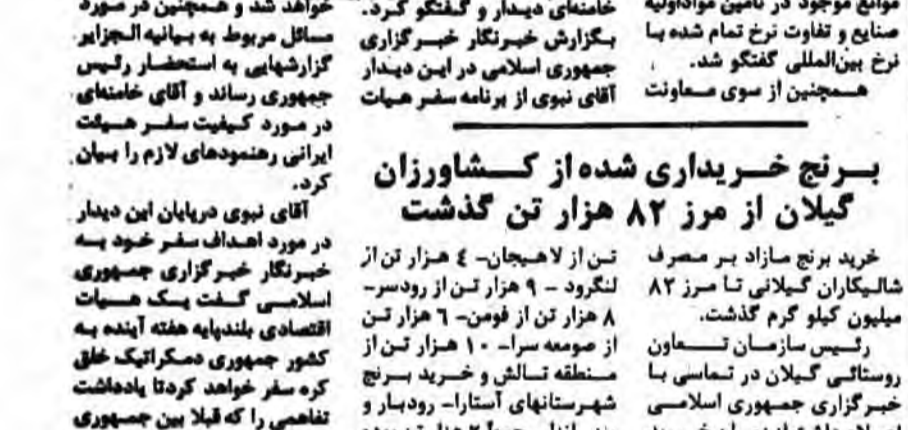 موانع موجود در تامین مواد اولیه
صنایع و تفاوت نرخ تمام شده با
نرخ بین‌المللی گفتگو شد.
همچنین از سوی معاونت
خامنه‌ای دیدار و گفتگو کرد.
بگزارش خبرنگار خبرگزاری
جمهوری اسلامی در این دیدار
آقای نبوی از برنامه سفر هیات
برنج خریداری شده از کشاورزان
گیلان از مرز ۸۲ هزار تن گذشت
خرید برنج مازاد بر مصرف
شالیکاران گیلانی تا مرز ۸۲
میلیون کیلو گرم گذشت.
رئیس سازمان تعاون
روستائی گیلان در تماسی با
خبرگزاری جمهوری اسلامی
تن از لاهیجان- ٤ هزار تن از
لنگرود - ۹ هزار تن از رودسر-
۸ هزار تن از فومن- ٦ هزار تن
از صومعه سرا- ۱۰ هزار تن از
منطقه تالش و خرید برنج
شهرستانهای آستارا- رودبار و
خواهد شد و همچنین در مورد
مسائل مربوط به بیانیه الجزایر
گزارشهایی به استحضار رئیس
جمهوری رساند و آقای خامنه‌ای
در مورد کیفیت سفر هیئت
ایرانی رهنمودهای لازم را بیان
کرد.
آقای نبوی درپایان این دیدار
در مورد اهداف سفر خود به
خبرنگار خبرگزاری جمهوری
اسلامی گفت یک هیات
اقتصادی بلندپایه هفته آینده به
کشور جمهوری دمکراتیک خلق
کره سفر خواهد کردتا یادداشت
تفاهمی را که قبلا بین جمهوری